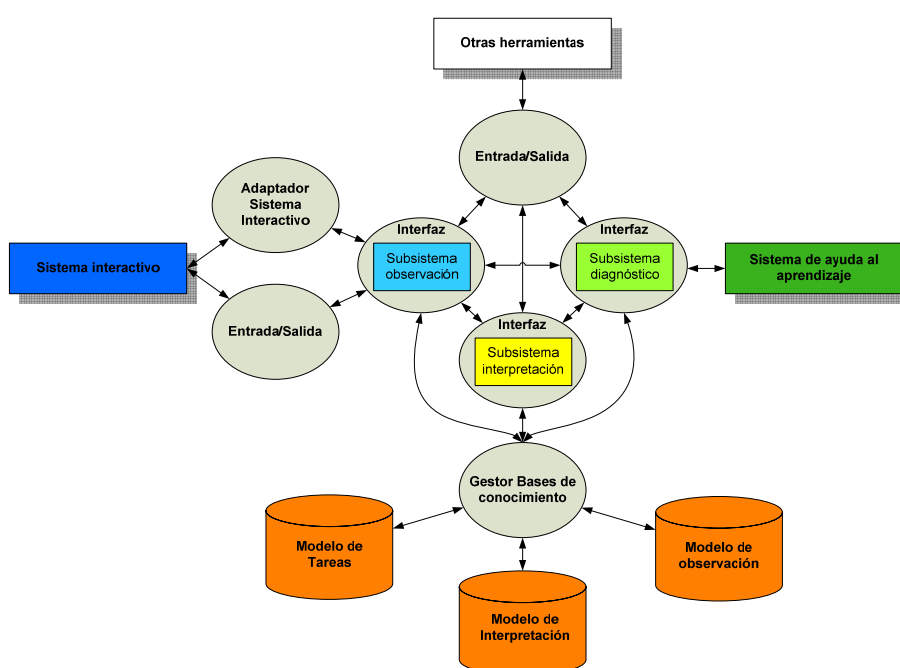 Otras herramientas
Entrada/Salida
Adaptador
Sistema
Interactivo
Interfaz
Subsistema
observación
Interfaz
Subsistema
diagnóstico
Sistema interactivo
Sistema de ayuda al
aprendizaje
Entrada/Salida
Interfaz
Subsistema
interpretación
Gestor Bases de
conocimiento
Modelo de
Tareas
Modelo de
observación
Modelo de
Interpretación